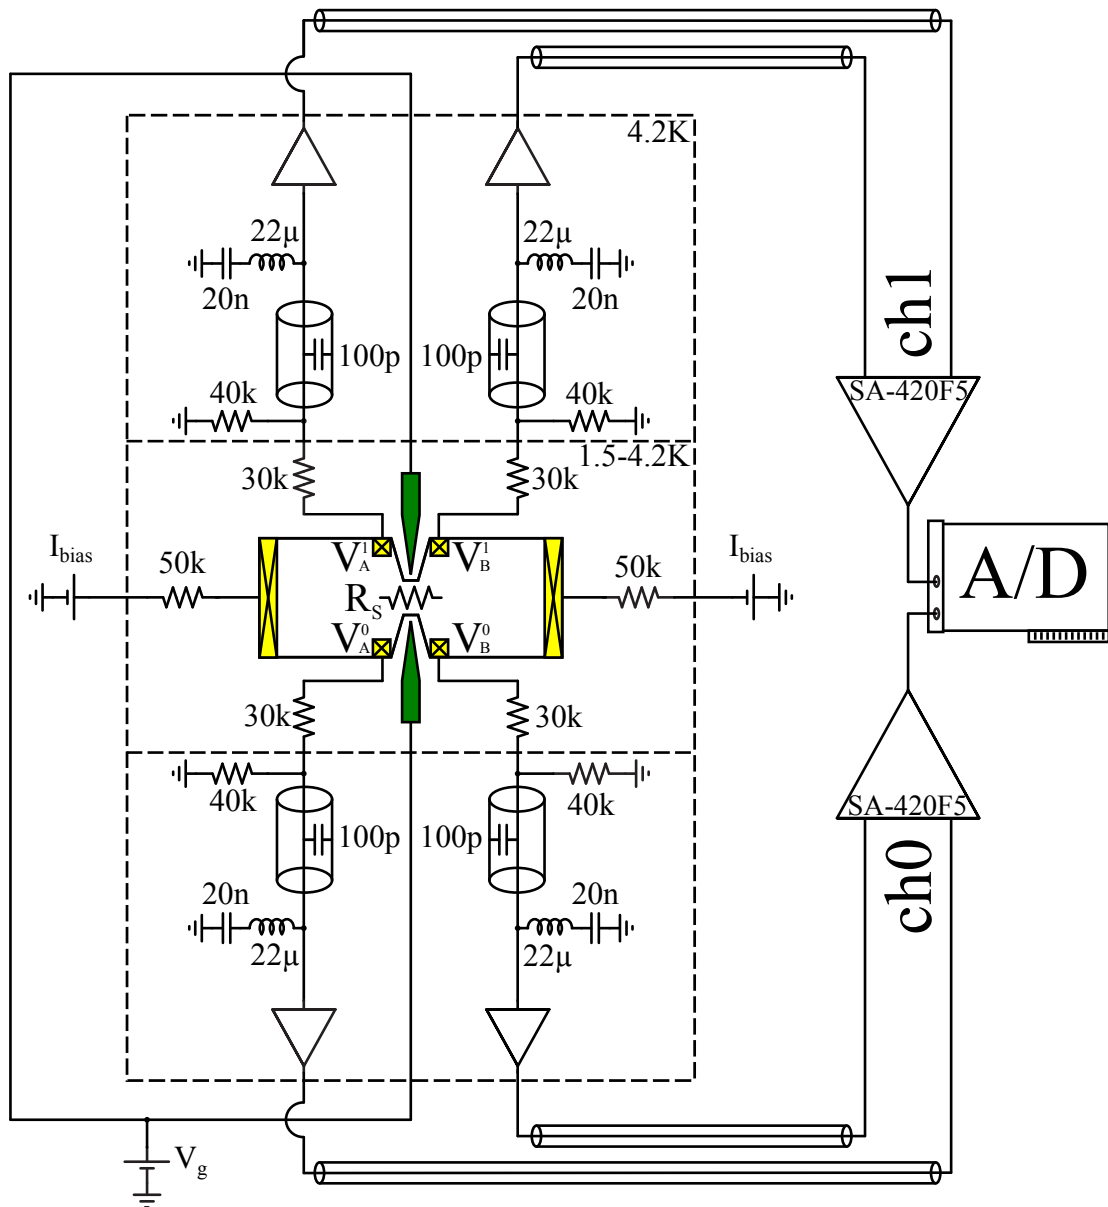 4.2K
22μ
22μ
20n
20n
100p
100p
40k
40k
1.5-4.2K
30k
30k
ch1
SA-420F5
I_bias
50k
V_A^1
V_B^1
50k
I_bias
R_S
A/D
V_A^0
V_B^0
30k
30k
40k
40k
SA-420F5
100p
100p
ch0
20n
20n
22μ
22μ
V_g